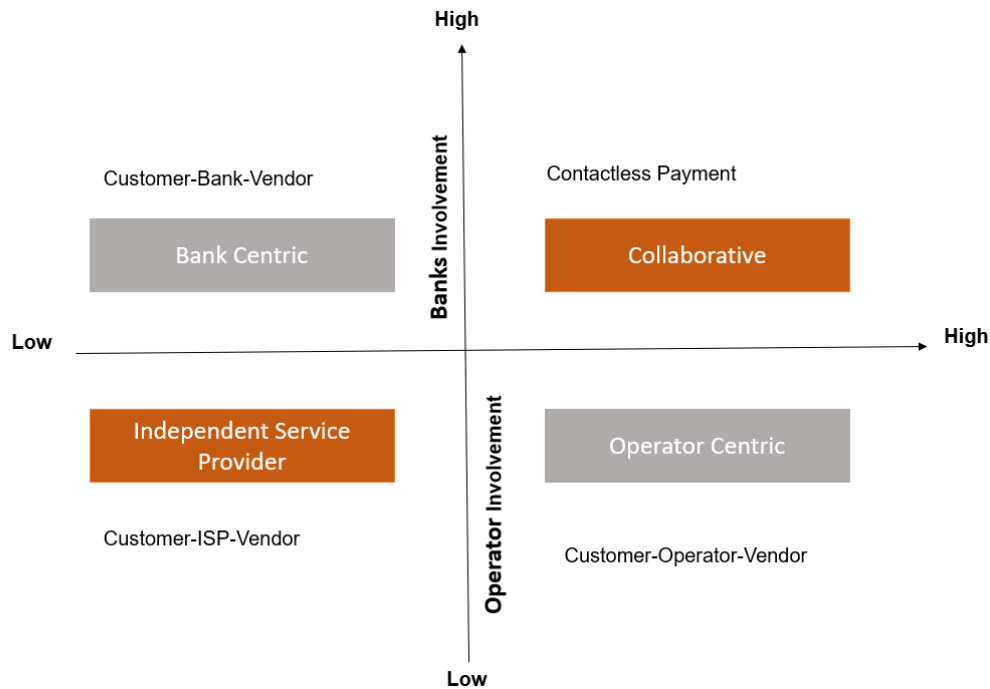 High
Customer-Bank-Vendor
Contactless Payment
Banks Involvement
Bank Centric
Collaborative
Low
High
Independent Service
Provider
Operator Centric
Operator Involvement
Customer-ISP-Vendor
Customer-Operator-Vendor
Low